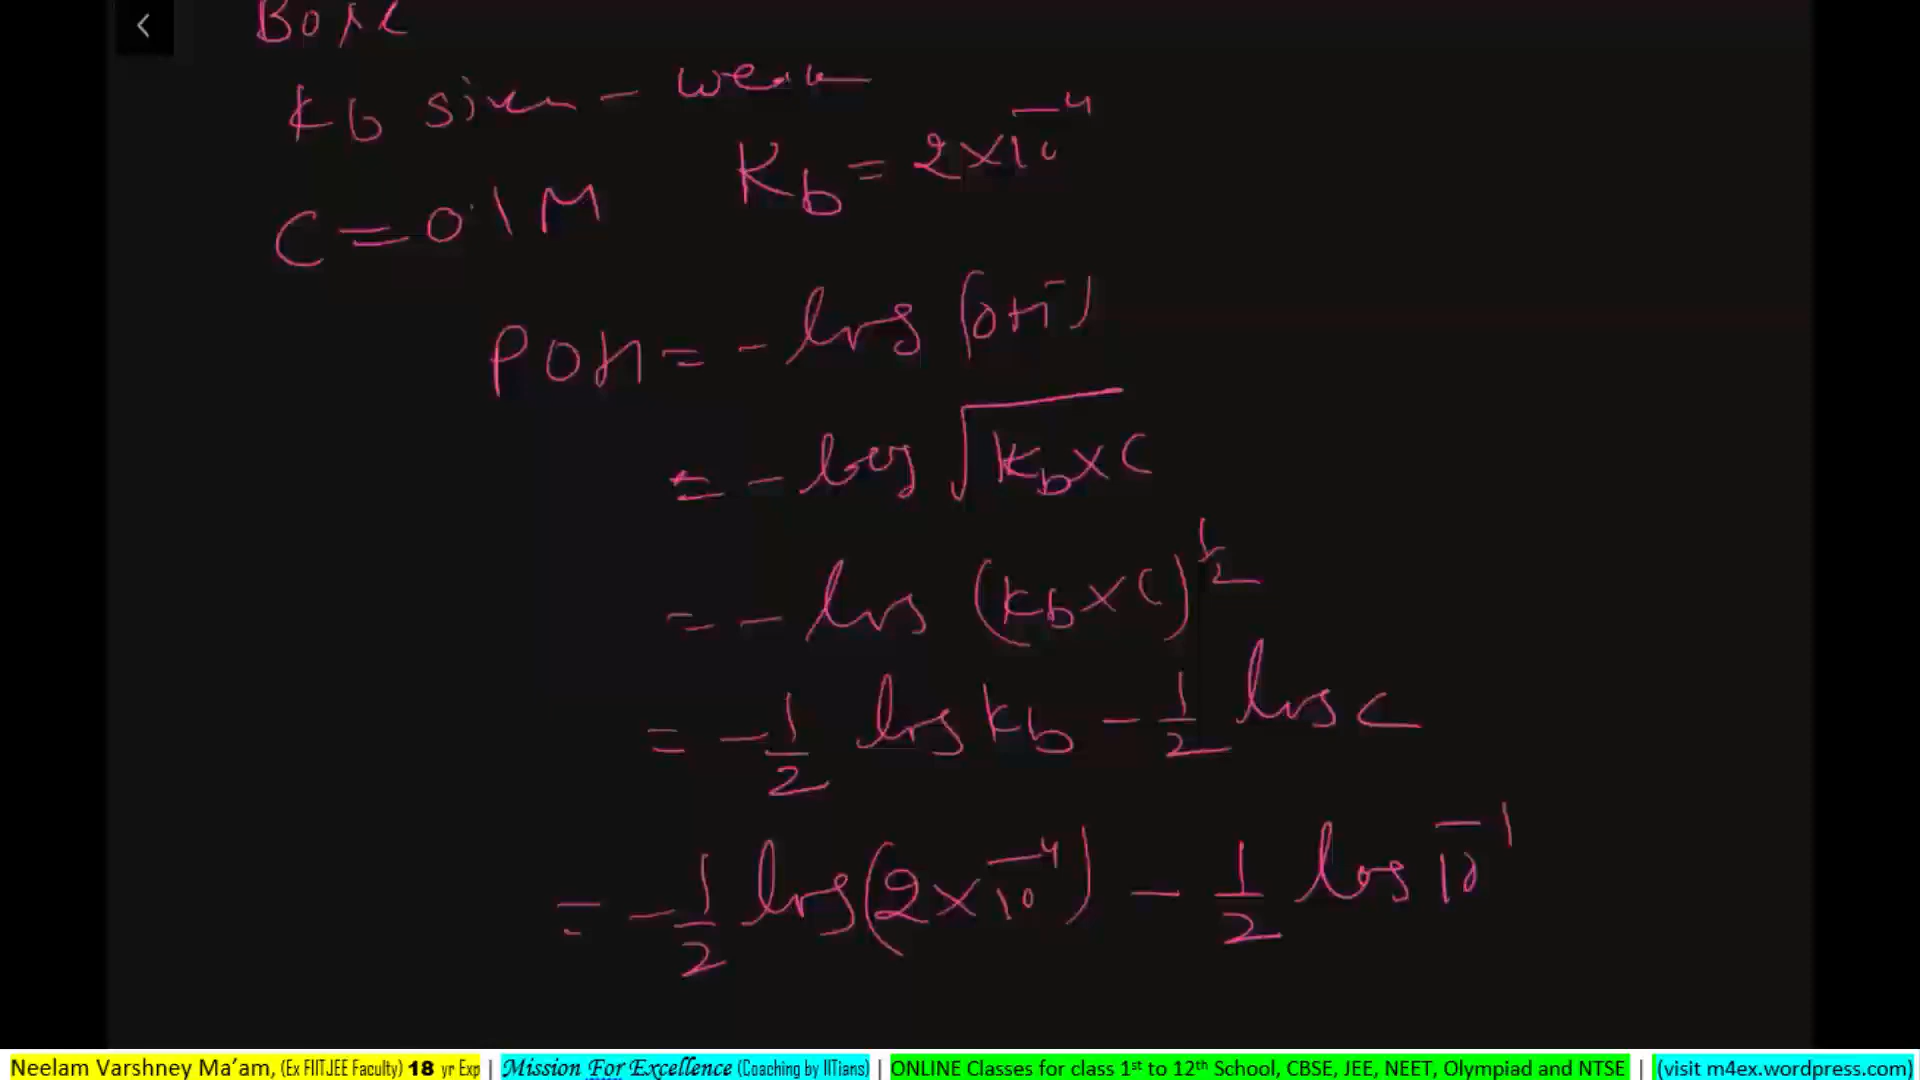 Base
Kb given - weak
C = 0.1 M Kb = 2×10⁻⁴
POH = - log (OH⁻)
= - log √Kb×C
= - log (Kb×C)^1/2
= - 1/2 log Kb - 1/2 log C
= - 1/2 log(2×10⁻⁴) - 1/2 log 10⁻¹
Neelam Varshney Ma’am, (Ex FIITJEE Faculty) 18 yr Exp | Mission For Excellence (Coaching by IITians) | ONLINE Classes for class 1st to 12th School, CBSE, JEE, NEET, Olympiad and NTSE | (visit m4ex.wordpress.com)